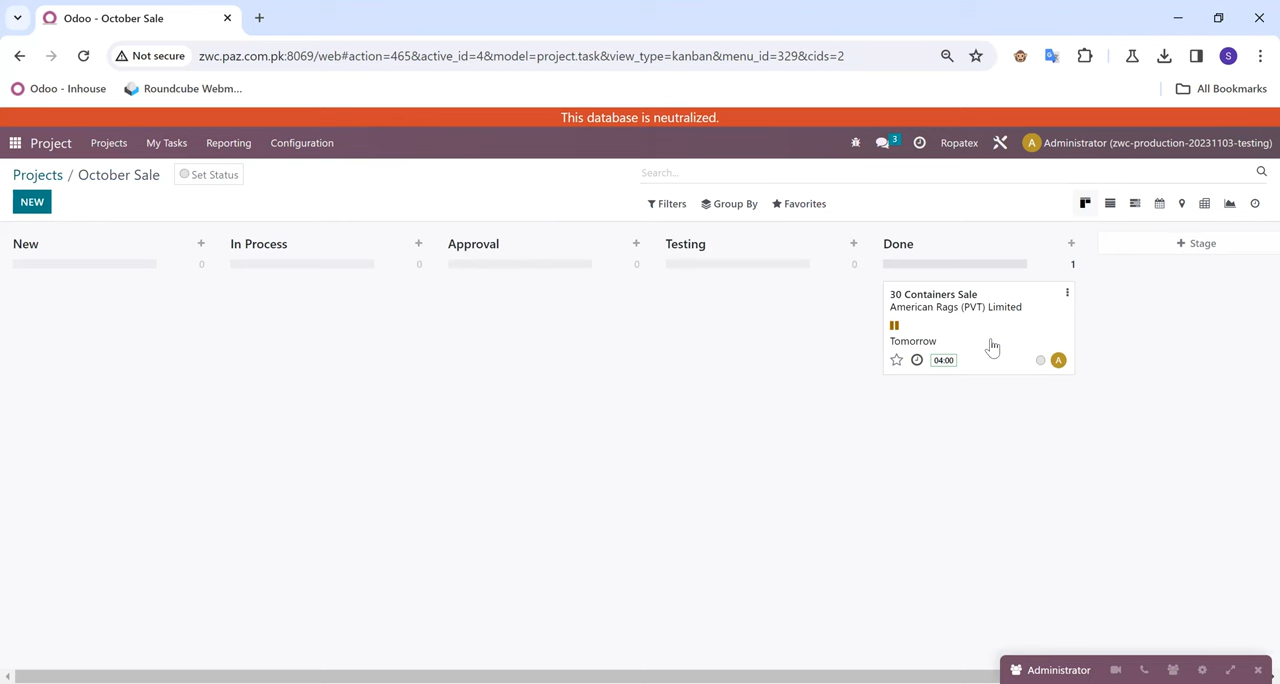 Odoo - October Sale
Not secure
zwc.paz.com.pk:8069/web#action=465&active_id=4&model=project.task&view_type=kanban&menu_id=329&cids=2
S
Odoo - Inhouse
Roundcube Webm...
All Bookmarks
This database is neutralized.
Project
Projects
My Tasks
Reporting
Configuration
3
Ropatex
A
Administrator (zwc-production-20231103-testing)
Projects / October Sale
Set Status
Search...
NEW
Filters
Group By
Favorites
New
0
In Process
0
Approval
0
Testing
0
Done
1
Stage
30 Containers Sale
American Rags (PVT) Limited
Tomorrow
04:00
A
Administrator